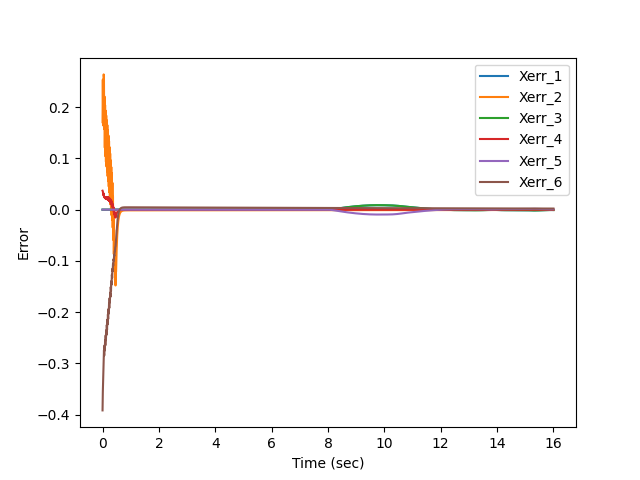 Xerr_1
Xerr_2
Xerr_3
Xerr_4
Xerr_5
Xerr_6
0.2
0.1
0.0
−0.1
−0.2
−0.3
−0.4
Error
0 2 4 6 8 10 12 14 16
Time (sec)